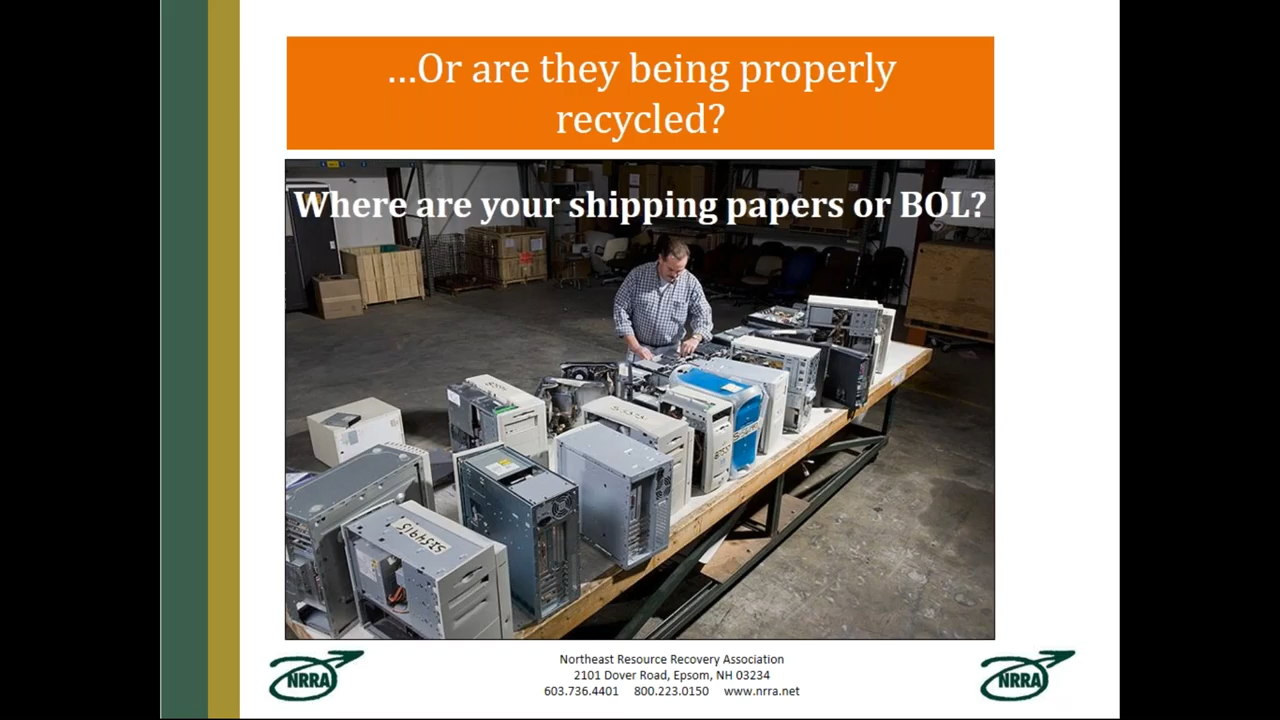 ...Or are they being properly
recycled?
Where are your shipping papers or BOL?
NRRA
Northeast Resource Recovery Association
2101 Dover Road, Epsom, NH 03234
603.736.4401 800.223.0150 www.nrra.net
NRRA